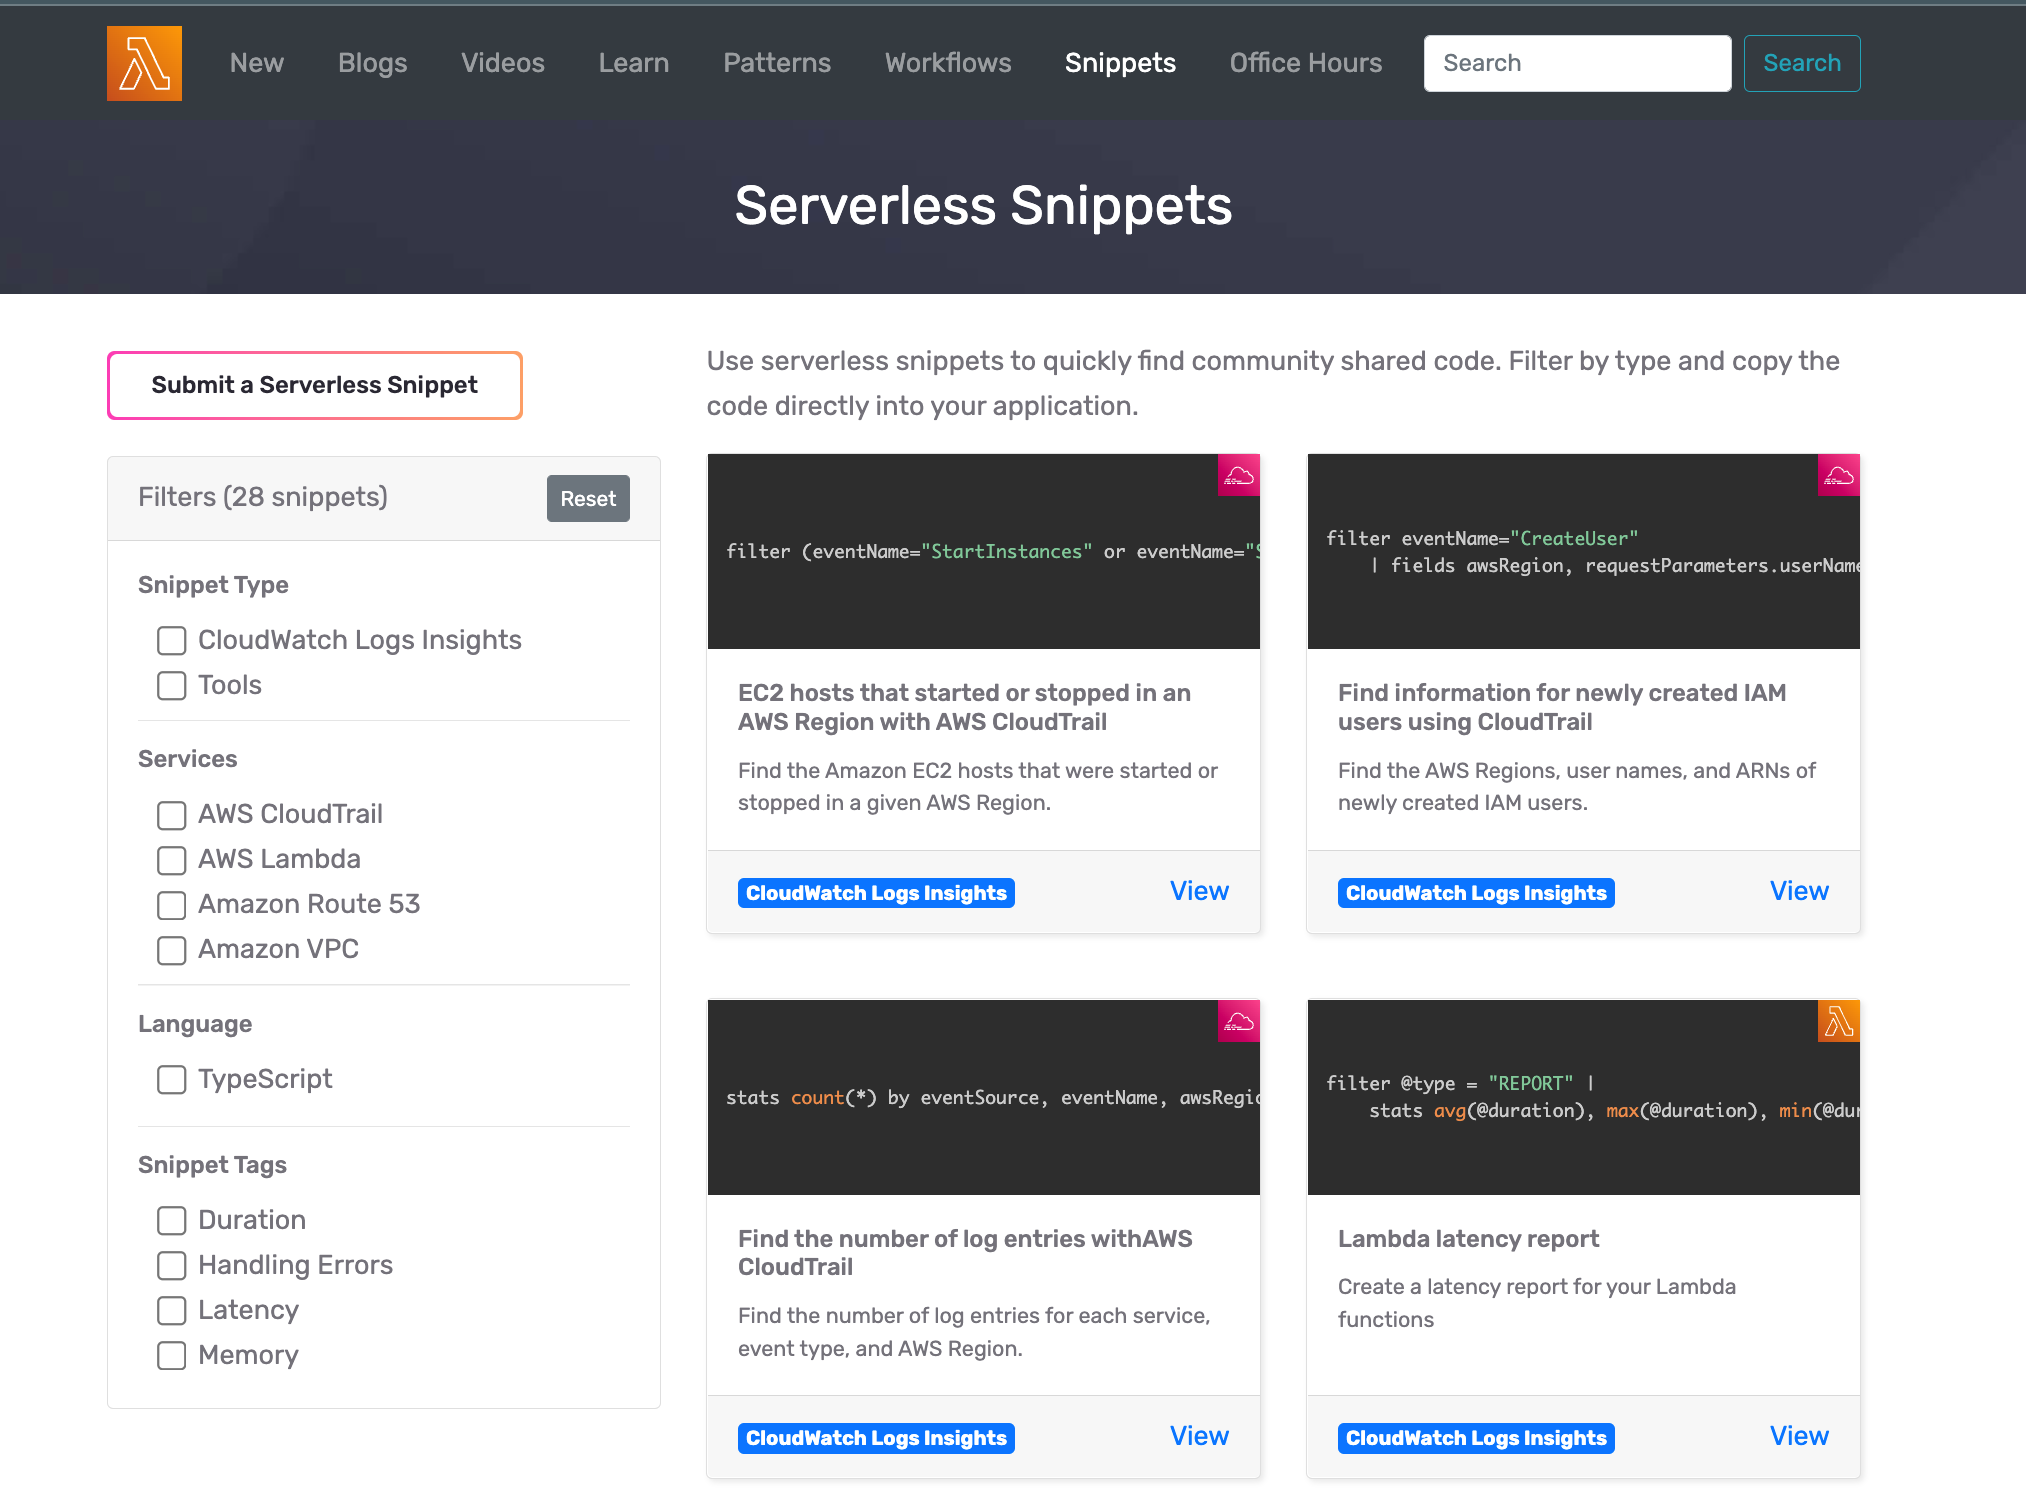 New Blogs Videos Learn Patterns Workflows Snippets Office Hours Search Search
Serverless Snippets
Submit a Serverless Snippet
Filters (28 snippets) Reset
Snippet Type
CloudWatch Logs Insights
Tools
Services
AWS CloudTrail
AWS Lambda
Amazon Route 53
Amazon VPC
Language
TypeScript
Snippet Tags
Duration
Handling Errors
Latency
Memory
Use serverless snippets to quickly find community shared code. Filter by type and copy the
code directly into your application.
filter (eventName="StartInstances" or eventName="S
EC2 hosts that started or stopped in an
AWS Region with AWS CloudTrail
Find the Amazon EC2 hosts that were started or
stopped in a given AWS Region.
CloudWatch Logs Insights View
filter eventName="CreateUser"
| fields awsRegion, requestParameters.userName
Find information for newly created IAM
users using CloudTrail
Find the AWS Regions, user names, and ARNs of
newly created IAM users.
CloudWatch Logs Insights View
stats count(*) by eventSource, eventName, awsRegio
Find the number of log entries withAWS
CloudTrail
Find the number of log entries for each service,
event type, and AWS Region.
CloudWatch Logs Insights View
filter @type = "REPORT" |
stats avg(@duration), max(@duration), min(@dur
Lambda latency report
Create a latency report for your Lambda
functions
CloudWatch Logs Insights View